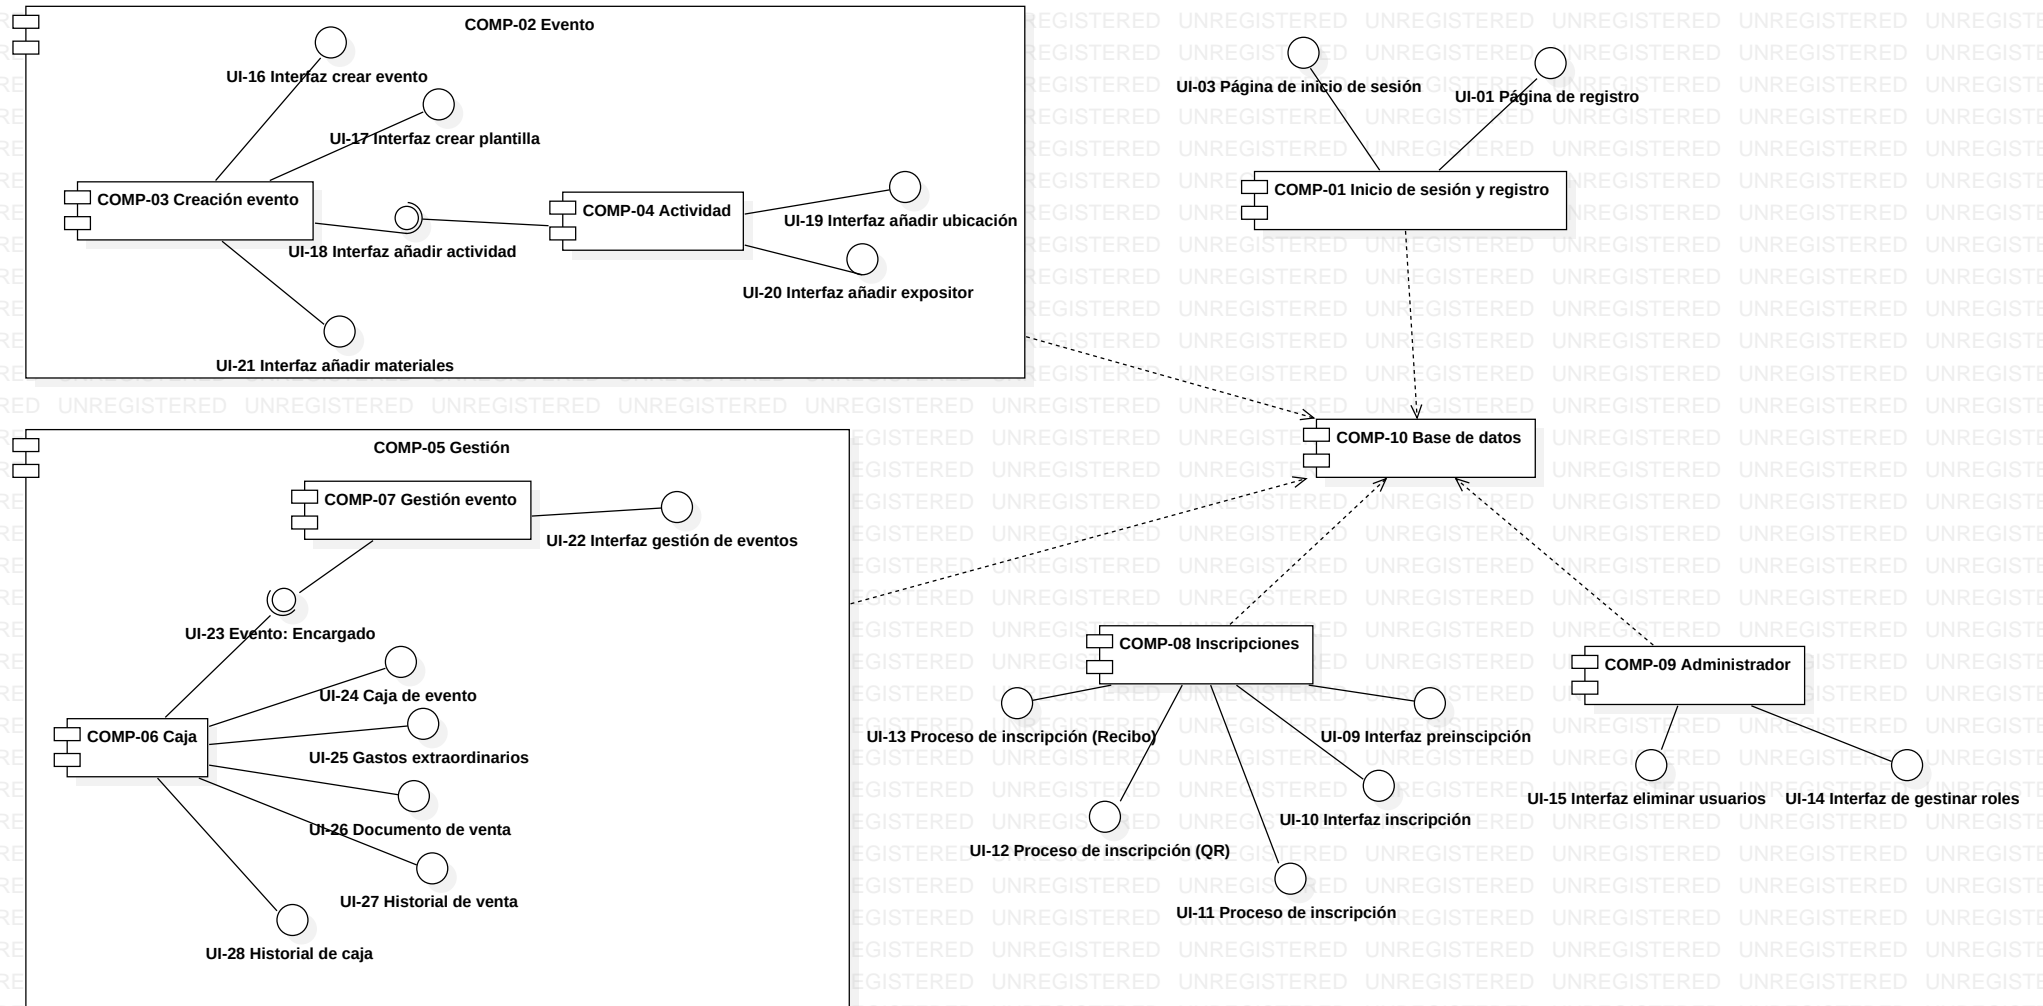 COMP-02 Evento
UI-16 Interfaz crear evento
UI-17 Interfaz crear plantilla
COMP-03 Creación evento
UI-18 Interfaz añadir actividad
COMP-04 Actividad
UI-19 Interfaz añadir ubicación
UI-20 Interfaz añadir expositor
UI-21 Interfaz añadir materiales
UI-03 Página de inicio de sesión
UI-01 Página de registro
COMP-01 Inicio de sesión y registro
COMP-10 Base de datos
COMP-05 Gestión
COMP-07 Gestión evento
UI-22 Interfaz gestión de eventos
UI-23 Evento: Encargado
UI-24 Caja de evento
COMP-06 Caja
UI-25 Gastos extraordinarios
UI-26 Documento de venta
UI-27 Historial de venta
UI-28 Historial de caja
COMP-08 Inscripciones
UI-13 Proceso de inscripción (Recibo)
UI-09 Interfaz preinscipción
UI-10 Interfaz inscripción
UI-12 Proceso de inscripción (QR)
UI-11 Proceso de inscripción
COMP-09 Administrador
UI-15 Interfaz eliminar usuarios
UI-14 Interfaz de gestinar roles
UNREGISTERED